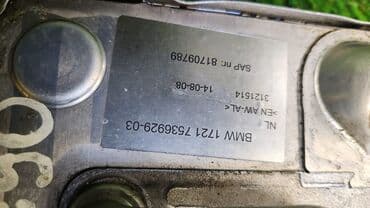 BMW 1721 7536929-03
NL
>EN AW-AL<
3121514
14-08-08
SAP nr: 81709789